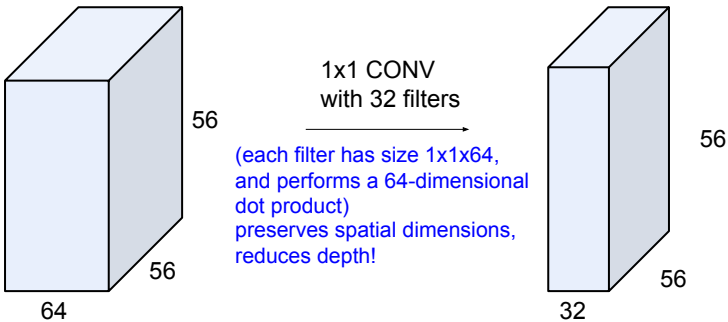 1x1 CONV
with 32 filters
56
56
64
(each filter has size 1x1x64,
and performs a 64-dimensional
dot product)
preserves spatial dimensions,
reduces depth!
56
56
32